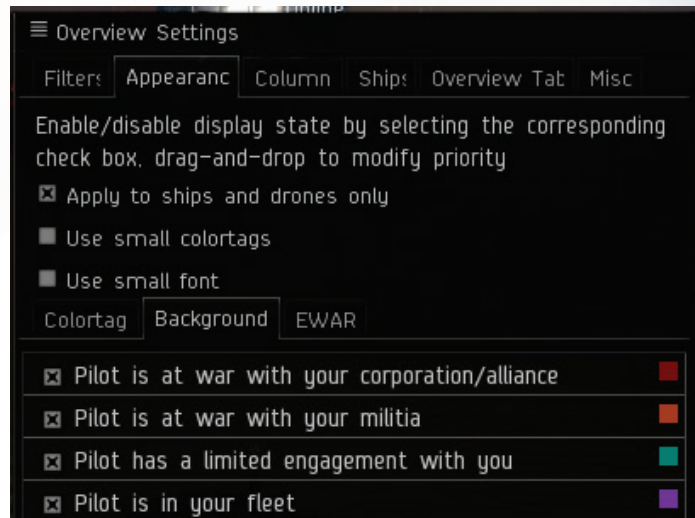 Online
Overview Settings
Filters Appearanc Column Ships Overview Tab Misc
Enable/disable display state by selecting the corresponding
check box, drag-and-drop to modify priority
Apply to ships and drones only
Use small colortags
Use small font
Colortag Background EWAR
Pilot is at war with your corporation/alliance
Pilot is at war with your militia
Pilot has a limited engagement with you
Pilot is in your fleet